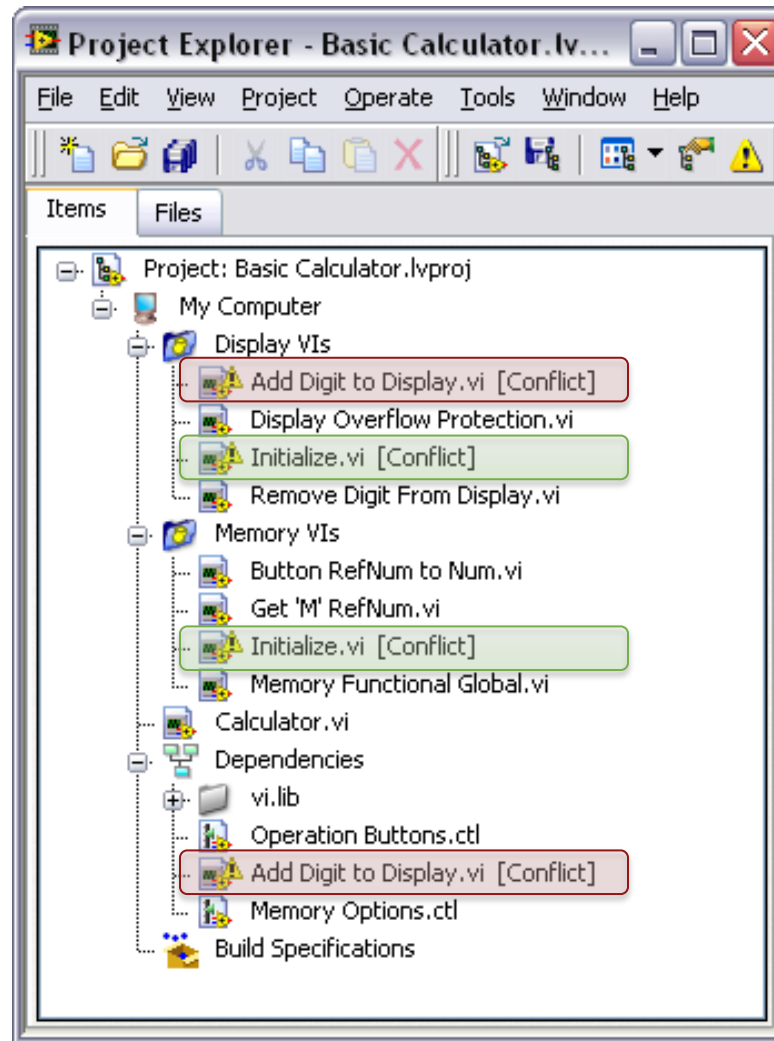 Project Explorer - Basic Calculator.lv...
File Edit View Project Operate Tools Window Help
Items Files
Project: Basic Calculator.lvproj
My Computer
Display VIs
Add Digit to Display.vi [Conflict]
Display Overflow Protection.vi
Initialize.vi [Conflict]
Remove Digit From Display.vi
Memory VIs
Button RefNum to Num.vi
Get 'M' RefNum.vi
Initialize.vi [Conflict]
Memory Functional Global.vi
Calculator.vi
Dependencies
vi.lib
Operation Buttons.ctl
Add Digit to Display.vi [Conflict]
Memory Options.ctl
Build Specifications